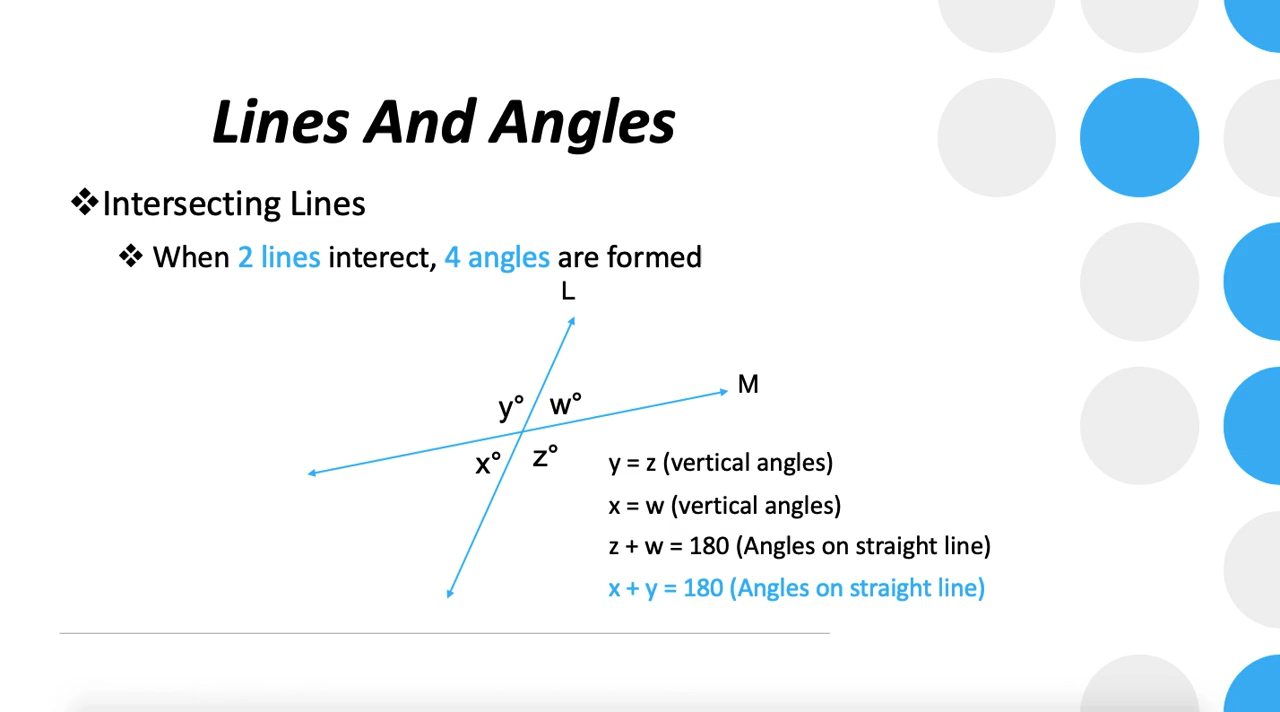 Lines And Angles
❖Intersecting Lines
❖ When 2 lines interect, 4 angles are formed
L
M
y° w°
x° z°
y = z (vertical angles)
x = w (vertical angles)
z + w = 180 (Angles on straight line)
x + y = 180 (Angles on straight line)